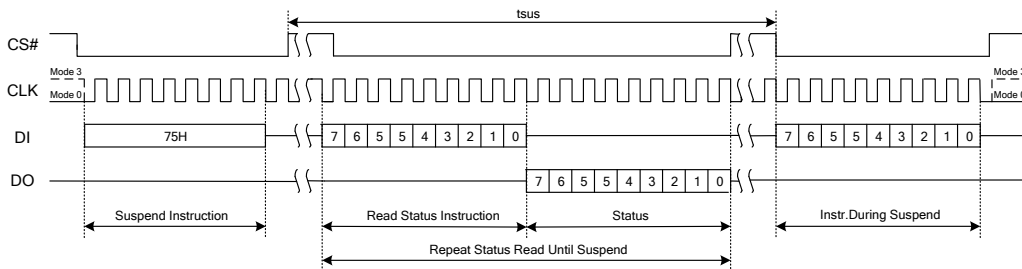 tsus
CS#
Mode 3
Mode 3
CLK
Mode 0
Mode 0
DI
75H
7 6 5 5 4 3 2 1 0
7 6 5 5 4 3 2 1 0
DO
7 6 5 5 4 3 2 1 0
Suspend Instruction
Read Status Instruction
Status
Instr.During Suspend
Repeat Status Read Until Suspend